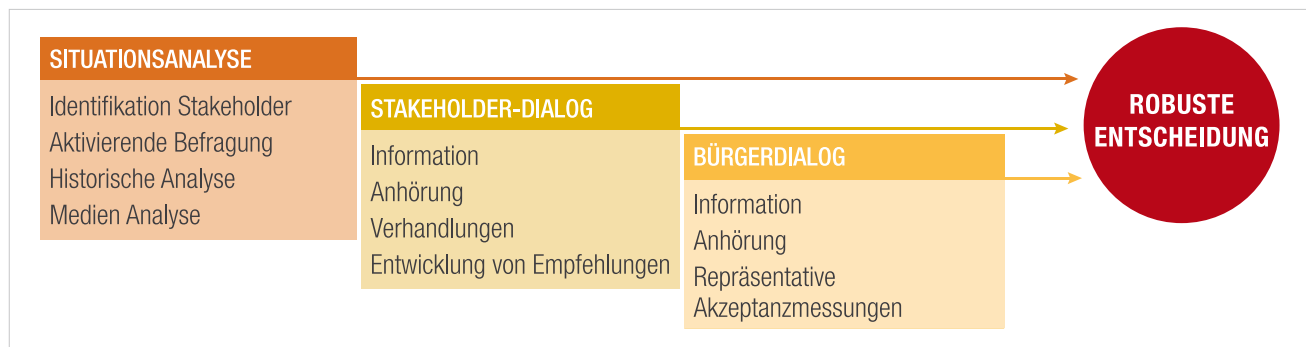 SITUATIONSANALYSE
Identifikation Stakeholder
Aktivierende Befragung
Historische Analyse
Medien Analyse
STAKEHOLDER-DIALOG
Information
Anhörung
Verhandlungen
Entwicklung von Empfehlungen
BÜRGERDIALOG
Information
Anhörung
Repräsentative
Akzeptanzmessungen
ROBUSTE
ENTSCHEIDUNG